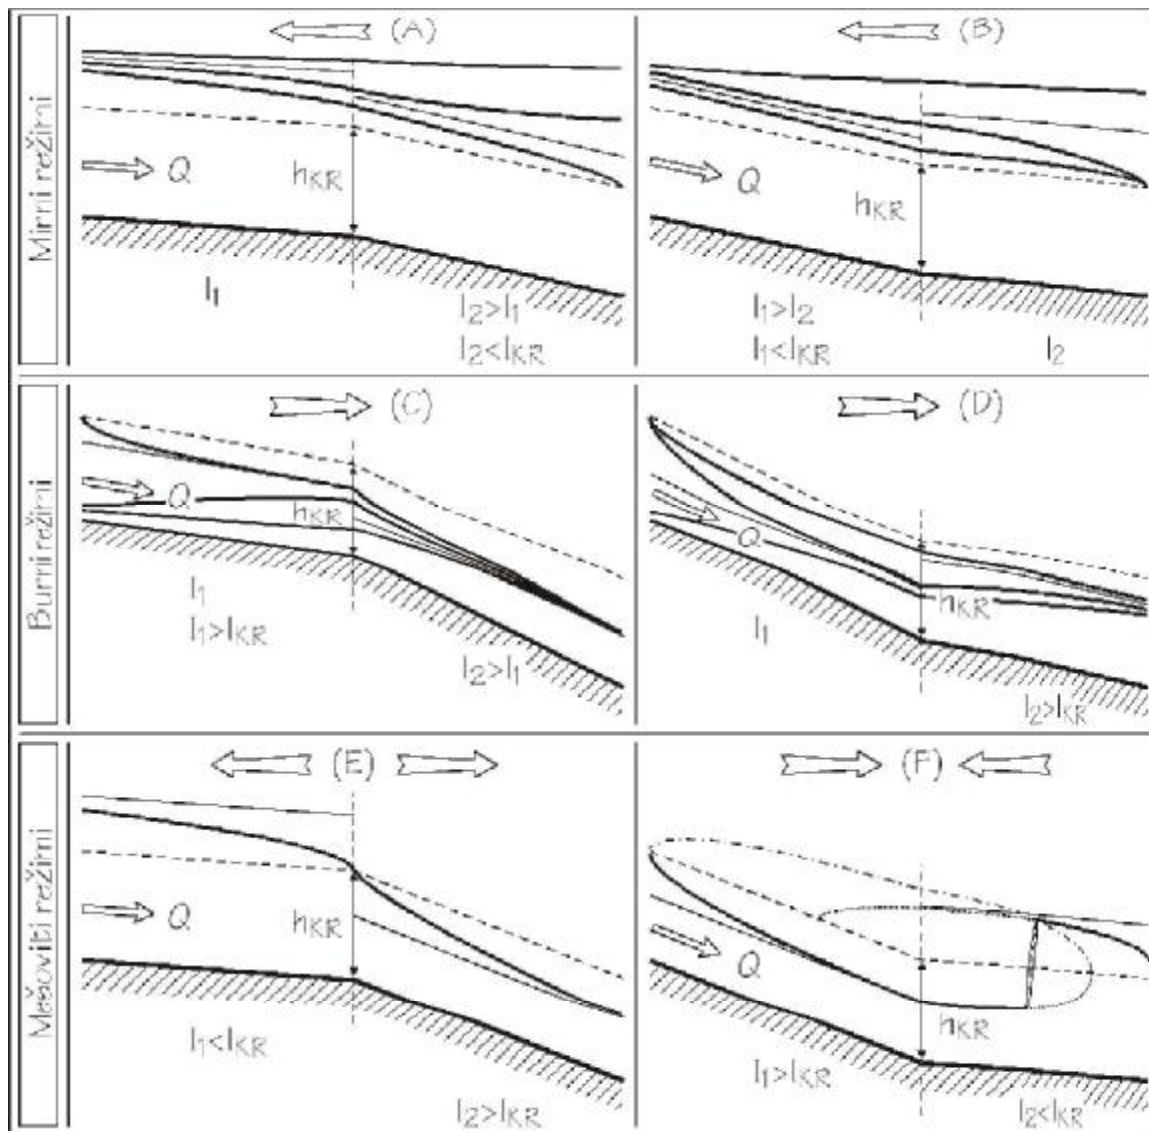 Mirni režimi
(A)
Q
hKR
I1
I2>I1
I2<IKR
(B)
Q
hKR
I1>I2
I1<IKR
I2
Burni režimi
(C)
Q
hKR
I1
I1>IKR
I2>I1
(D)
Q
hKR
I1
I2>IKR
Mešoviti režimi
(E)
Q
hKR
I1<IKR
I2>IKR
(F)
Q
hKR
I1>IKR
I2<IKR